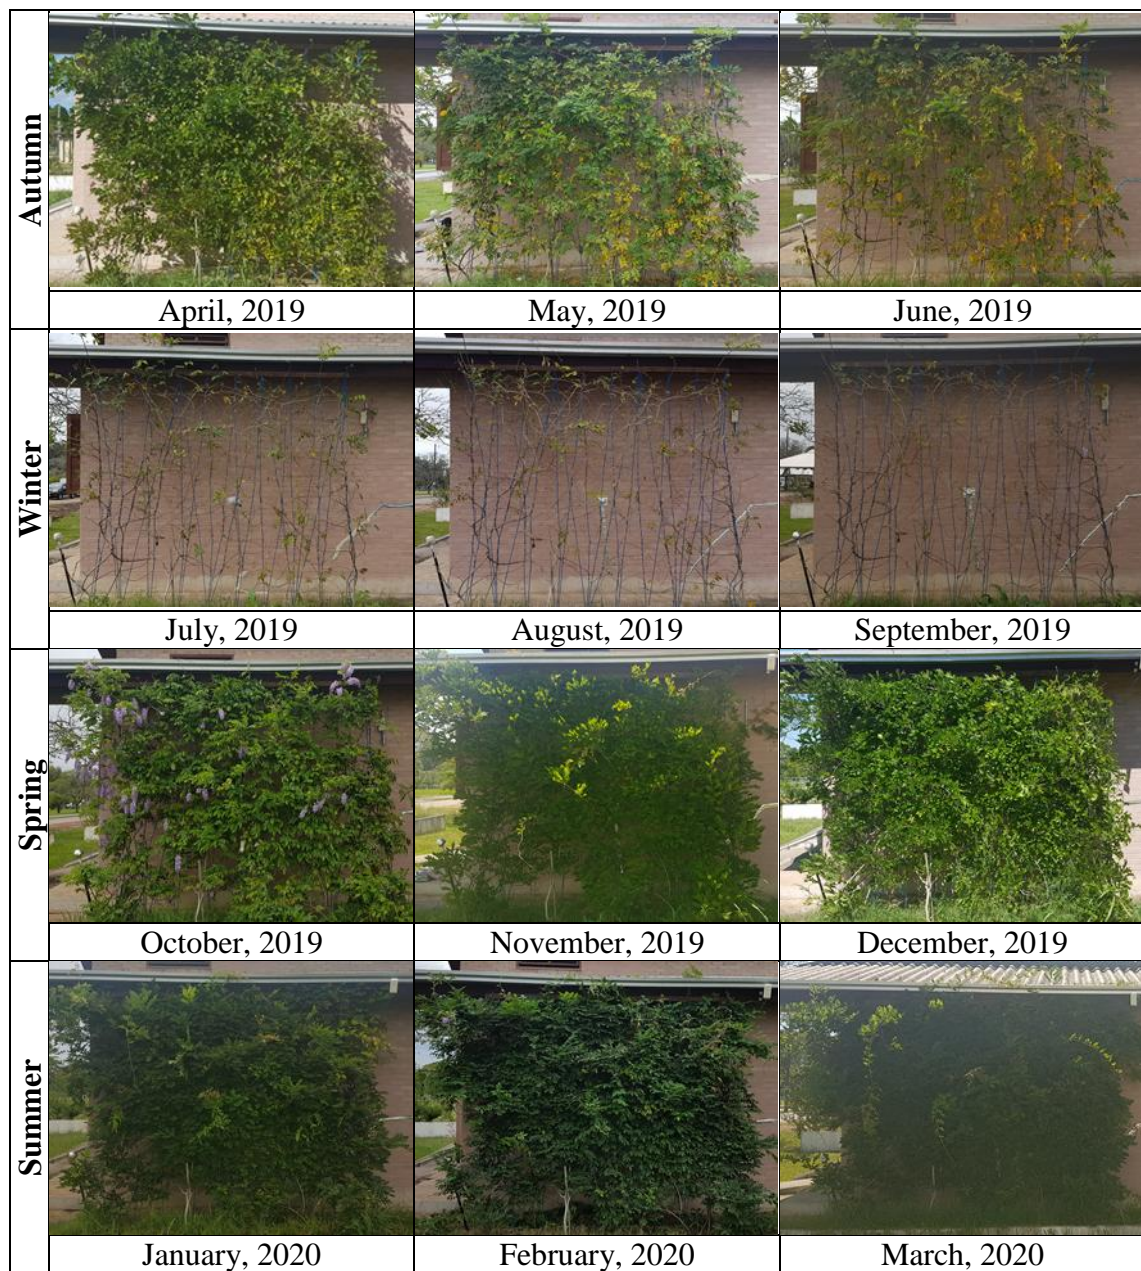 Autumn
April, 2019
May, 2019
June, 2019
Winter
July, 2019
August, 2019
September, 2019
Spring
October, 2019
November, 2019
December, 2019
Summer
January, 2020
February, 2020
March, 2020